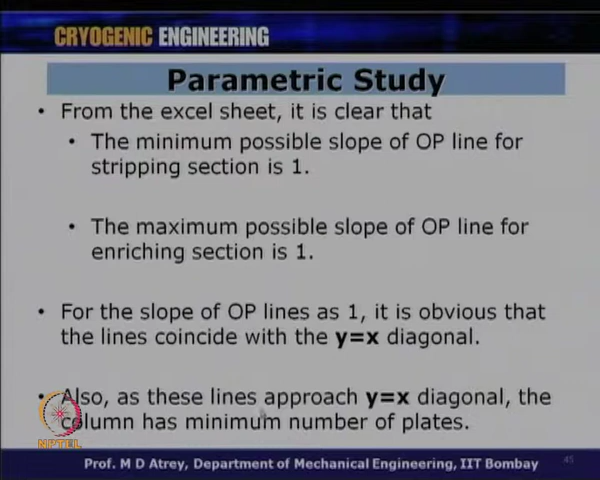 CRYOGENIC ENGINEERING
Parametric Study
• From the excel sheet, it is clear that
• The minimum possible slope of OP line for
stripping section is 1.
• The maximum possible slope of OP line for
enriching section is 1.
• For the slope of OP lines as 1, it is obvious that
the lines coincide with the y=x diagonal.
• Also, as these lines approach y=x diagonal, the
column has minimum number of plates.
NPTEL
Prof. M D Atrey, Department of Mechanical Engineering, IIT Bombay
45